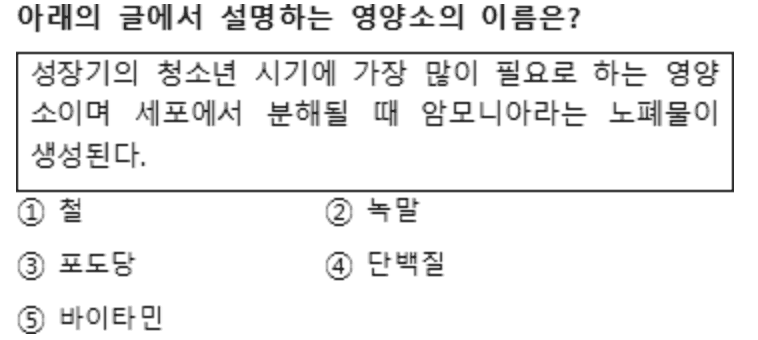 아래의 글에서 설명하는 영양소의 이름은?
성장기의 청소년 시기에 가장 많이 필요로 하는 영양
소이며 세포에서 분해될 때 암모니아라는 노폐물이
생성된다.
① 철 ② 녹말
③ 포도당 ④ 단백질
⑤ 바이타민